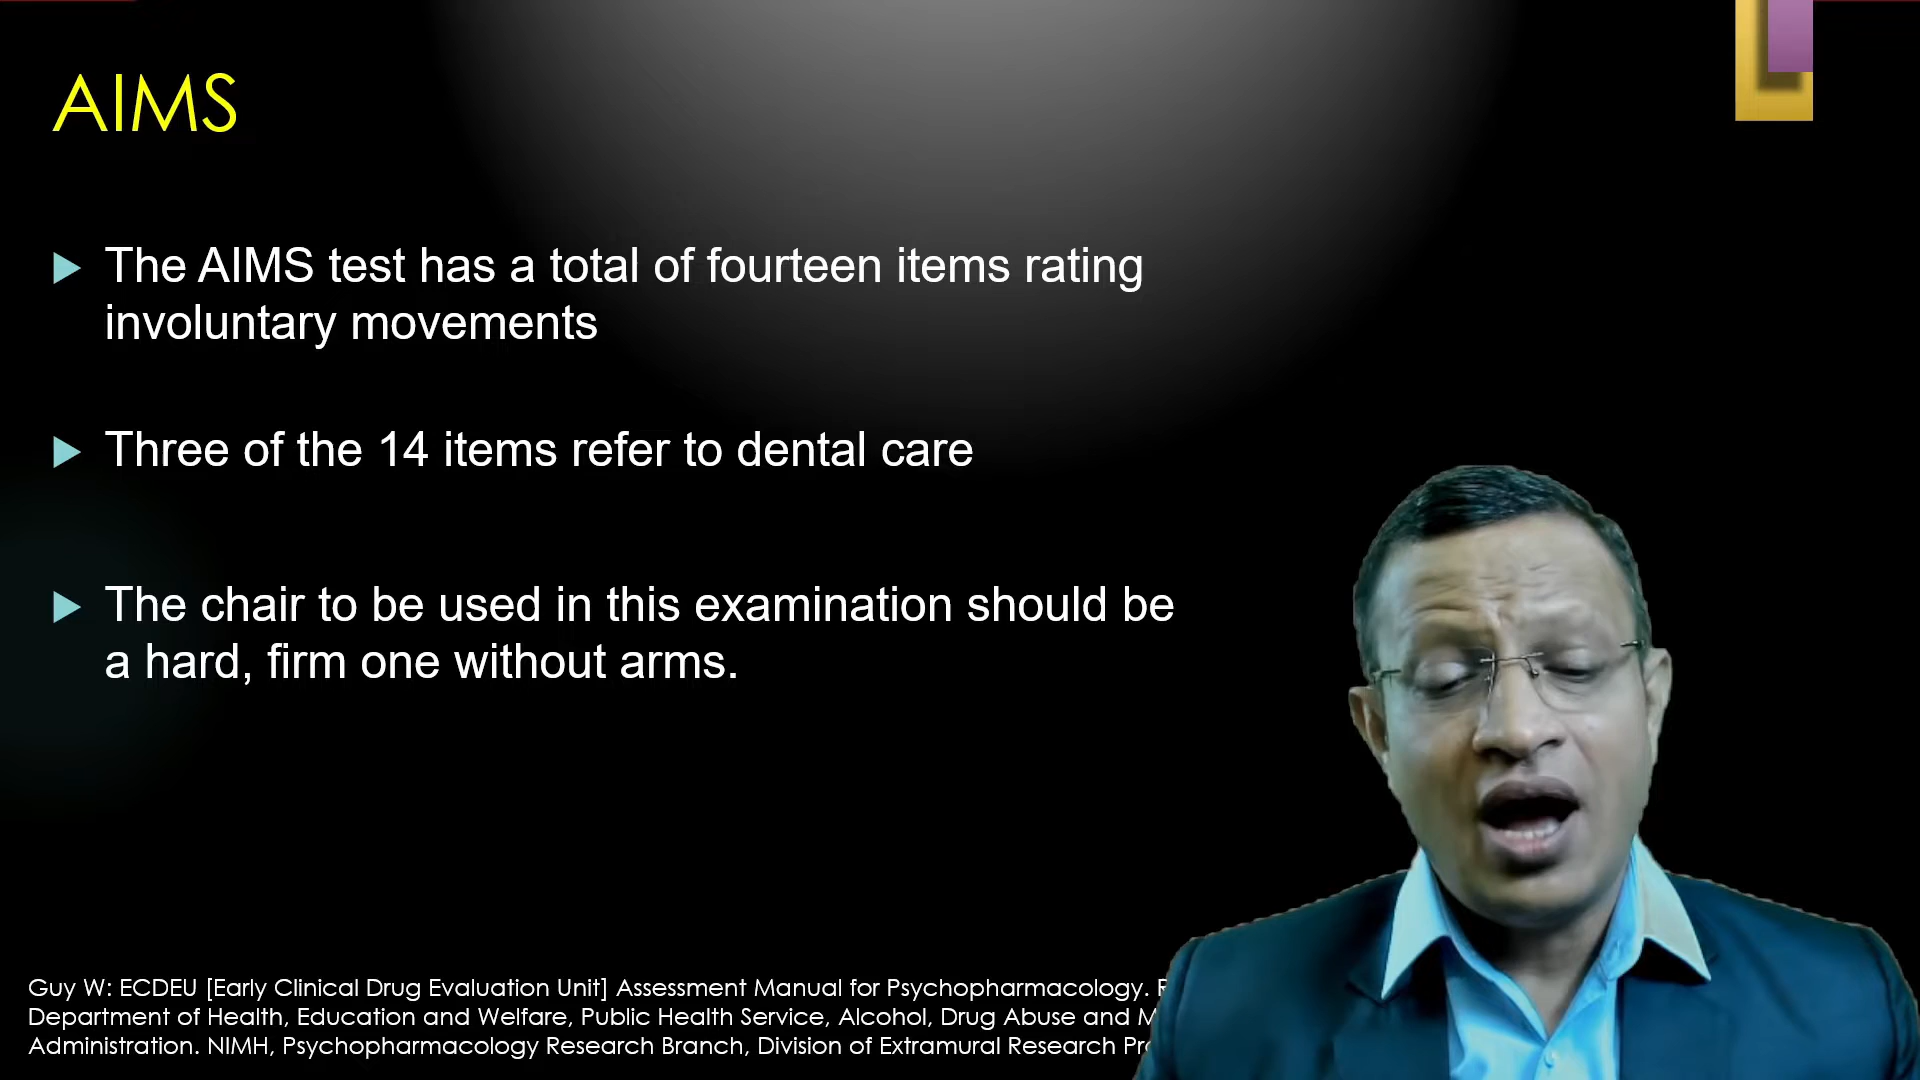 AIMS
The AIMS test has a total of fourteen items rating
involuntary movements
Three of the 14 items refer to dental care
The chair to be used in this examination should be
a hard, firm one without arms.
Guy W: ECDEU [Early Clinical Drug Evaluation Unit] Assessment Manual for Psychopharmacology.
Department of Health, Education and Welfare, Public Health Service, Alcohol, Drug Abuse and
Administration. NIMH, Psychopharmacology Research Branch, Division of Extramural Research